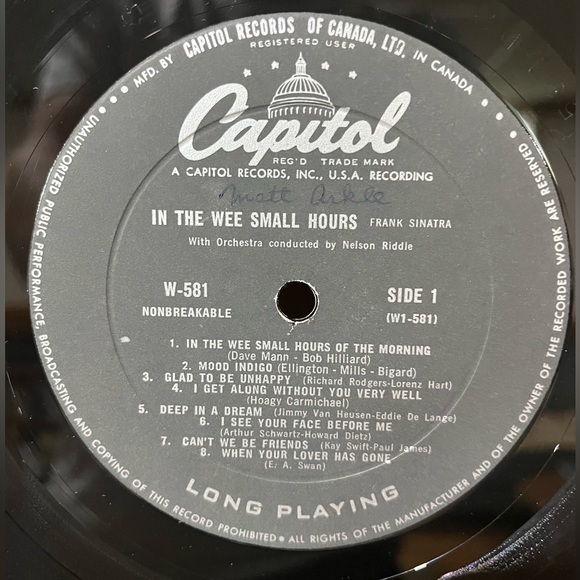 • MFD. BY CAPITOL RECORDS OF CANADA, LTD. IN CANADA •
REGISTERED USER
Capitol
REG'D TRADE MARK
A CAPITOL RECORDS, INC., U.S.A. RECORDING
Matt
IN THE WEE SMALL HOURS FRANK SINATRA
With Orchestra conducted by Nelson Riddle
W-581 SIDE 1
NONBREAKABLE (W1-581)
1. IN THE WEE SMALL HOURS OF THE MORNING
(Dave Mann - Bob Hilliard)
2. MOOD INDIGO (Ellington - Mills - Bigard)
3. GLAD TO BE UNHAPPY (Richard Rodgers-Lorenz Hart)
4. I GET ALONG WITHOUT YOU VERY WELL
(Hoagy Carmichael)
5. DEEP IN A DREAM (Jimmy Van Heusen-Eddie De Lange)
6. I SEE YOUR FACE BEFORE ME
(Arthur Schwartz-Howard Dietz)
7. CAN'T WE BE FRIENDS (Kay Swift-Paul James)
8. WHEN YOUR LOVER HAS GONE
(E. A. Swan)
LONG PLAYING
• UNAUTHORIZED PUBLIC PERFORMANCE, BROADCASTING AND COPYING OF THIS RECORD PROHIBITED • ALL RIGHTS OF THE MANUFACTURER AND OF THE OWNER OF THE RECORDED WORK ARE RESERVED •